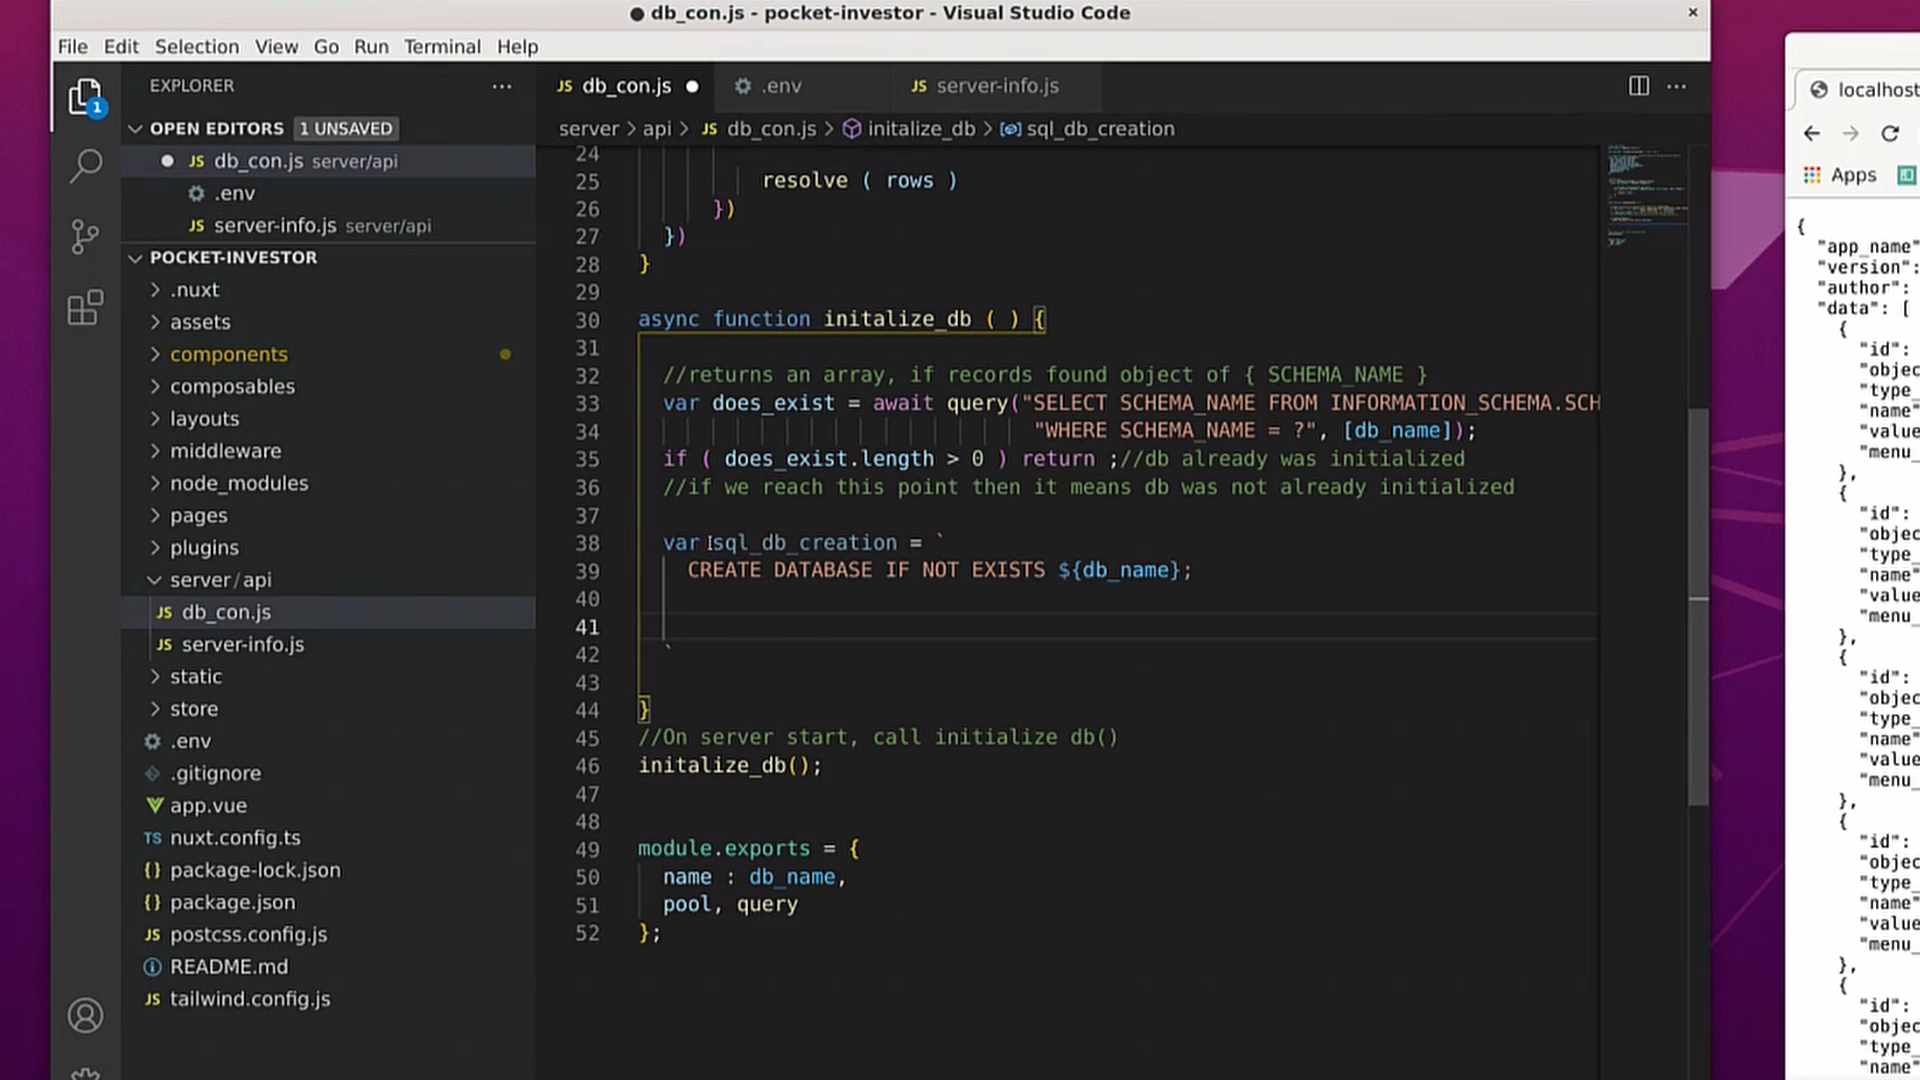 db_con.js - pocket-investor - Visual Studio Code
File Edit Selection View Go Run Terminal Help
EXPLORER
OPEN EDITORS 1 UNSAVED
JS db_con.js server/api
.env
JS server-info.js server/api
POCKET-INVESTOR
.nuxt
assets
components
composables
layouts
middleware
node_modules
pages
plugins
server/api
JS db_con.js
JS server-info.js
static
store
.env
.gitignore
app.vue
TS nuxt.config.ts
{} package-lock.json
{} package.json
JS postcss.config.js
README.md
JS tailwind.config.js
1
JS db_con.js .env JS server-info.js
server > api > JS db_con.js > initalize_db > sql_db_creation
24
25 resolve ( rows )
26 })
27 })
28 }
29
30 async function initalize_db ( ) {
31
32 //returns an array, if records found object of { SCHEMA_NAME }
33 var does_exist = await query("SELECT SCHEMA_NAME FROM INFORMATION_SCHEMA.SCH
34 "WHERE SCHEMA_NAME = ?", [db_name]);
35 if ( does_exist.length > 0 ) return ;//db already was initialized
36 //if we reach this point then it means db was not already initialized
37
38 var sql_db_creation = `
39 CREATE DATABASE IF NOT EXISTS ${db_name};
40
41
42 `
43
44 }
45 //On server start, call initialize db()
46 initalize_db();
47
48
49 module.exports = {
50 name : db_name,
51 pool, query
52 };
localhost
Apps
{
"app_name"
"version":
"author":
"data": [
{
"id":
"objec
"type_
"name"
"value
"menu_
},
{
"id":
"objec
"type_
"name"
"value
"menu_
},
{
"id":
"objec
"type_
"name"
"value
"menu_
},
{
"id":
"objec
"type_
"name"
"value
"menu_
},
{
"id":
"objec
"type_
"name"